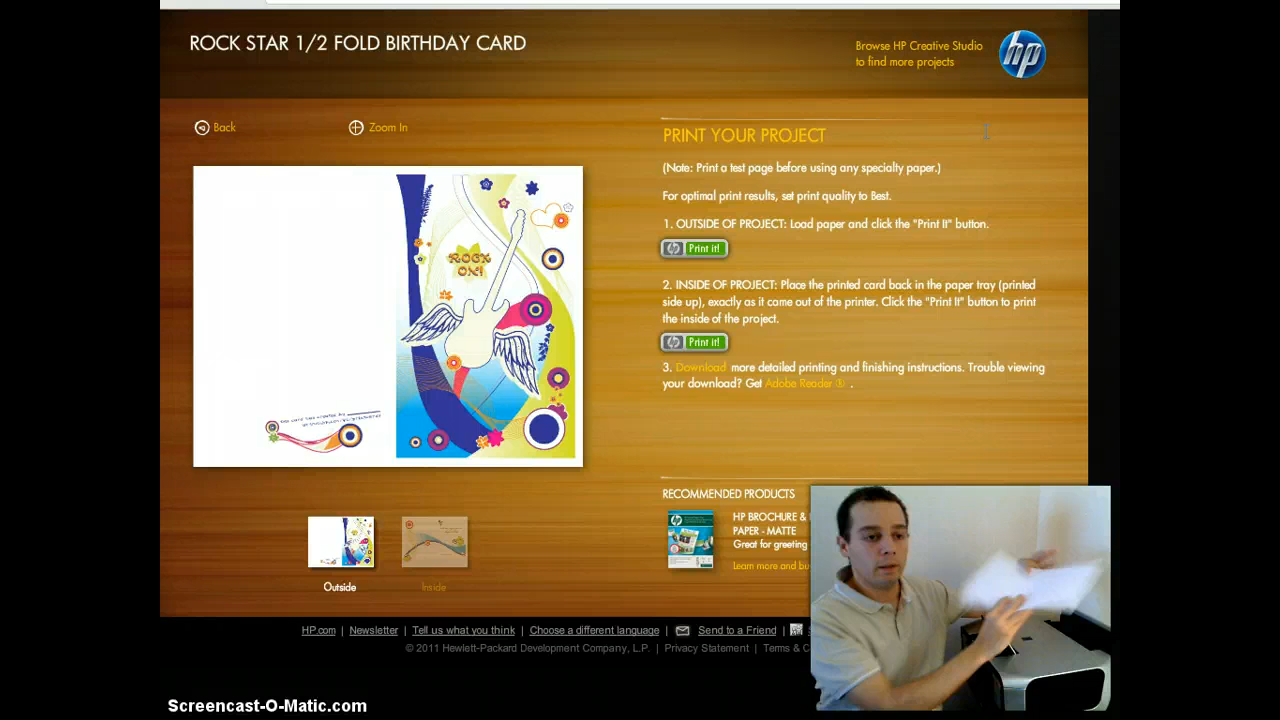 ROCK STAR 1/2 FOLD BIRTHDAY CARD
Browse HP Creative Studio
to find more projects
hp
Back
Zoom In
PRINT YOUR PROJECT
(Note: Print a test page before using any specialty paper.)
For optimal print results, set print quality to Best.
1. OUTSIDE OF PROJECT: Load paper and click the "Print It" button.
hp Print it!
2. INSIDE OF PROJECT: Place the printed card back in the paper tray (printed
side up), exactly as it came out of the printer. Click the "Print It" button to print
the inside of the project.
hp Print it!
3. Download more detailed printing and finishing instructions. Trouble viewing
your download? Get Adobe Reader ® .
ROCK
ON!
RECOMMENDED PRODUCTS
HP BROCHURE &
PAPER - MATTE
Great for greeting
Learn more and bu
Outside
Inside
HP.com | Newsletter | Tell us what you think | Choose a different language | Send to a Friend |
© 2011 Hewlett-Packard Development Company, L.P. | Privacy Statement | Terms & C
Screencast-O-Matic.com